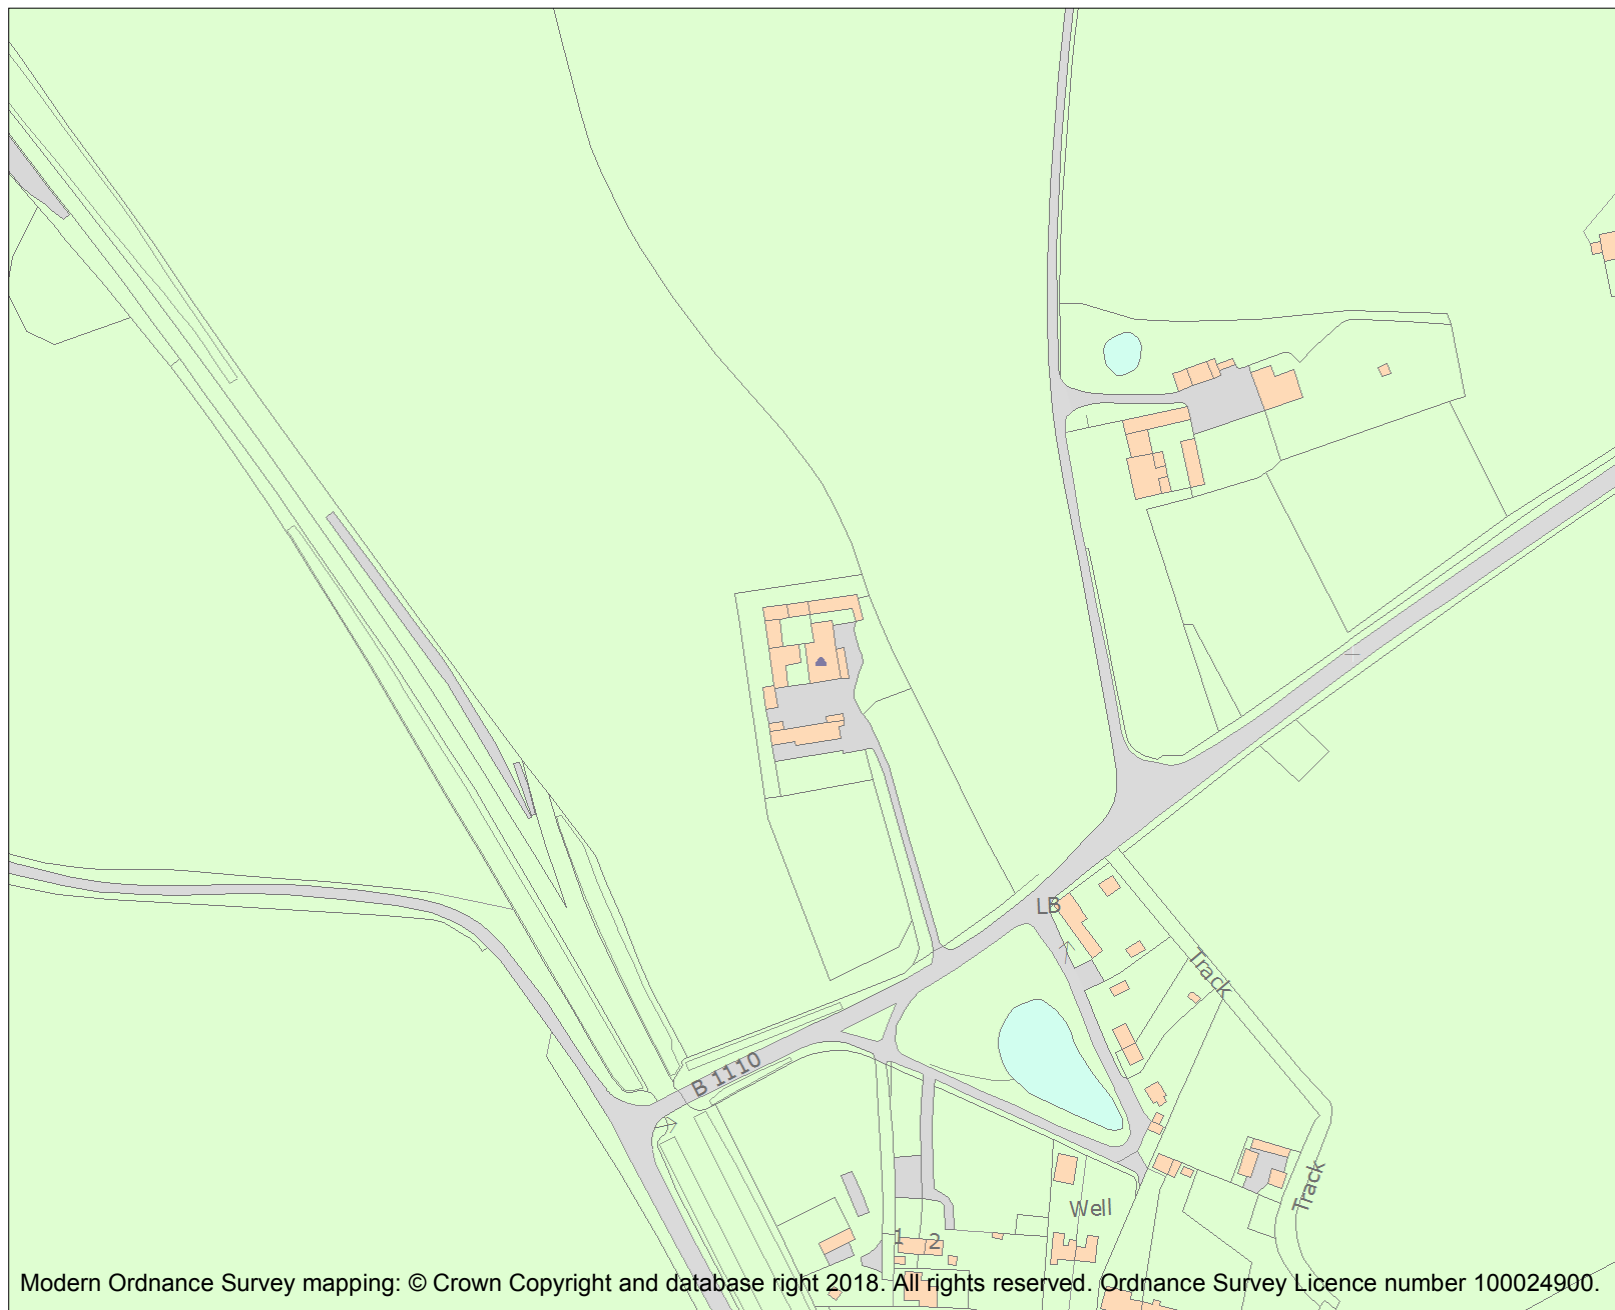 LB
Track
B 1110
Track
Well
1
2
Modern Ordnance Survey mapping: © Crown Copyright and database right 2018. All rights reserved. Ordnance Survey Licence number 100024900.